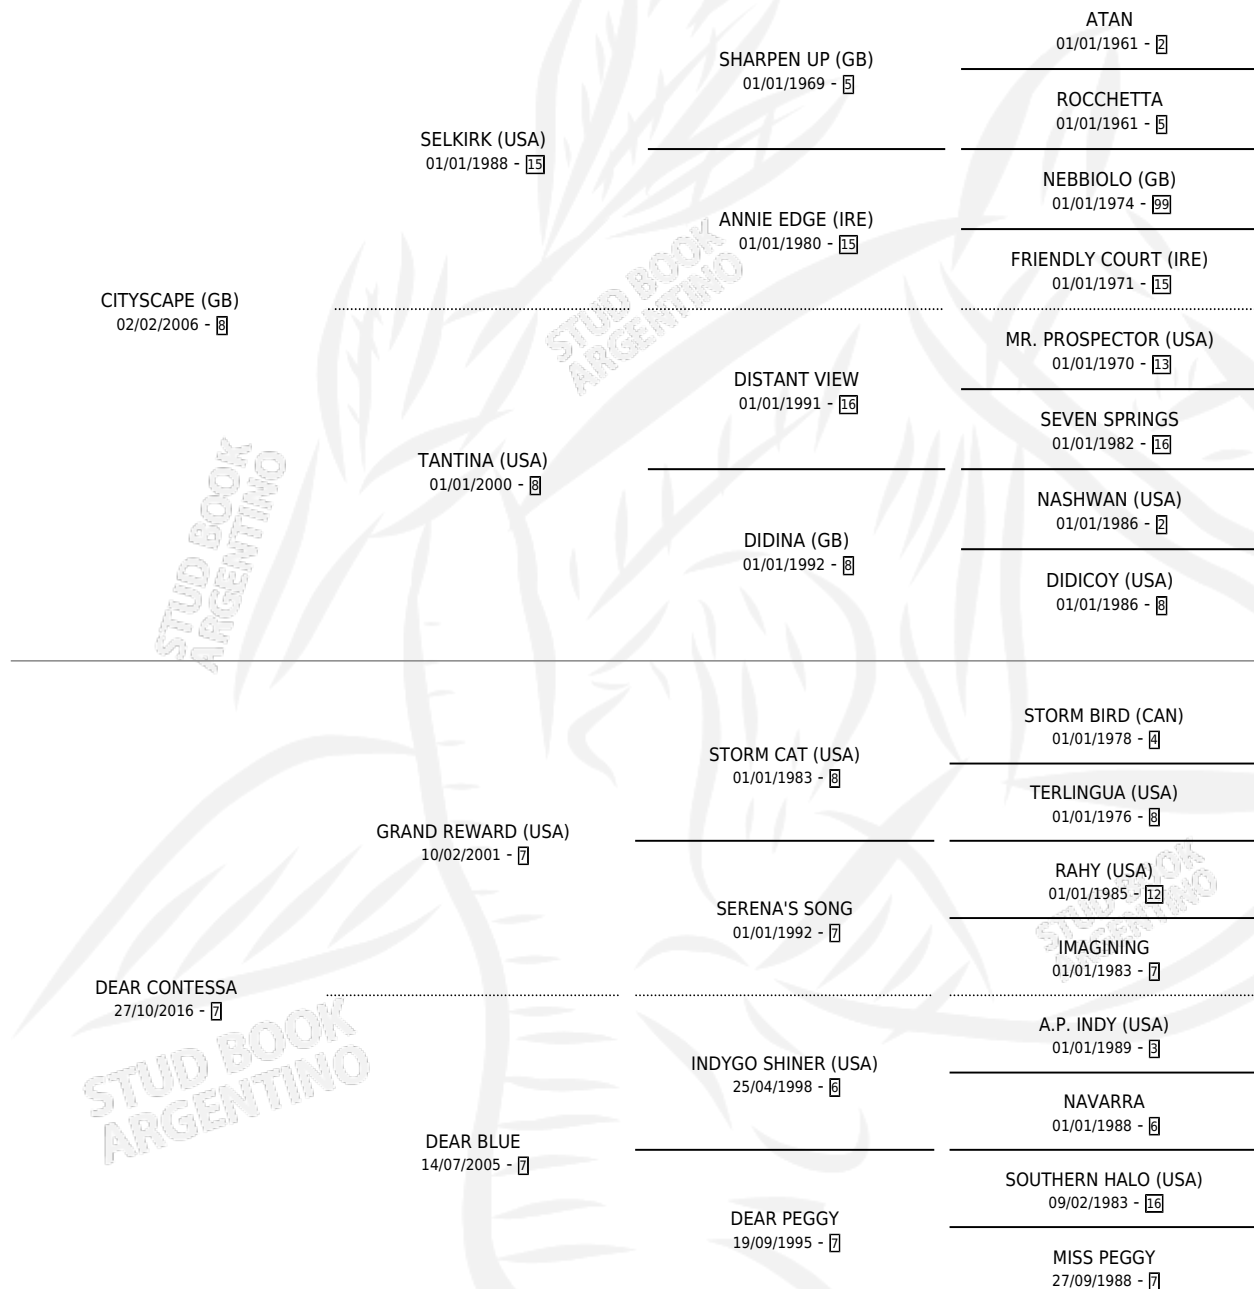 ATAN
01/01/1961 - 2
SHARPEN UP (GB)
01/01/1969 - 5
ROCCHETTA
01/01/1961 - 5
SELKIRK (USA)
01/01/1988 - 15
NEBBIOLO (GB)
01/01/1974 - 99
ANNIE EDGE (IRE)
01/01/1980 - 15
FRIENDLY COURT (IRE)
01/01/1971 - 15
CITYSCAPE (GB)
02/02/2006 - 8
STUD BOOK
ARGENTINO
MR. PROSPECTOR (USA)
01/01/1970 - 13
DISTANT VIEW
01/01/1991 - 16
SEVEN SPRINGS
01/01/1982 - 16
TANTINA (USA)
01/01/2000 - 8
NASHWAN (USA)
01/01/1986 - 2
DIDINA (GB)
01/01/1992 - 8
DIDICOY (USA)
01/01/1986 - 8
STUD BOOK
ARGENTINO
STORM BIRD (CAN)
01/01/1978 - 4
STORM CAT (USA)
01/01/1983 - 8
TERLINGUA (USA)
01/01/1976 - 8
GRAND REWARD (USA)
10/02/2001 - 7
RAHY (USA)
01/01/1985 - 12
SERENA'S SONG
01/01/1992 - 7
IMAGINING
01/01/1983 - 7
STUD BOOK
ARGENTINO
DEAR CONTESSA
27/10/2016 - 7
STUD BOOK
ARGENTINO
A.P. INDY (USA)
01/01/1989 - 3
INDYGO SHINER (USA)
25/04/1998 - 6
NAVARRA
01/01/1988 - 6
DEAR BLUE
14/07/2005 - 7
SOUTHERN HALO (USA)
09/02/1983 - 16
DEAR PEGGY
19/09/1995 - 7
MISS PEGGY
27/09/1988 - 7